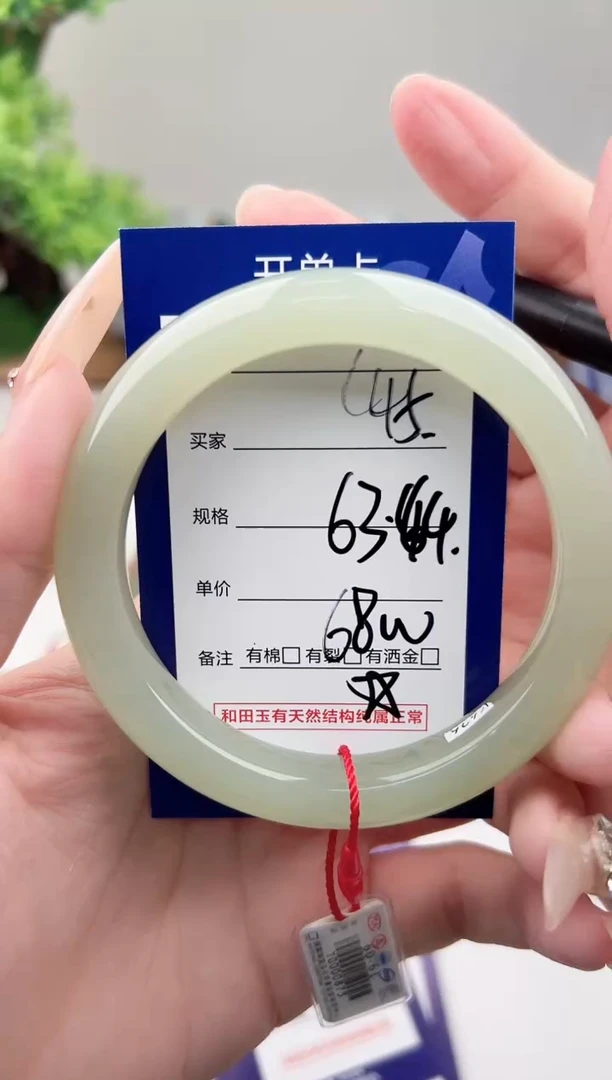 开单卡
445-
买家
规格 63.
单价 68W
备注 有棉□ 有裂□ 有洒金□
和田玉有天然结构纯属正常